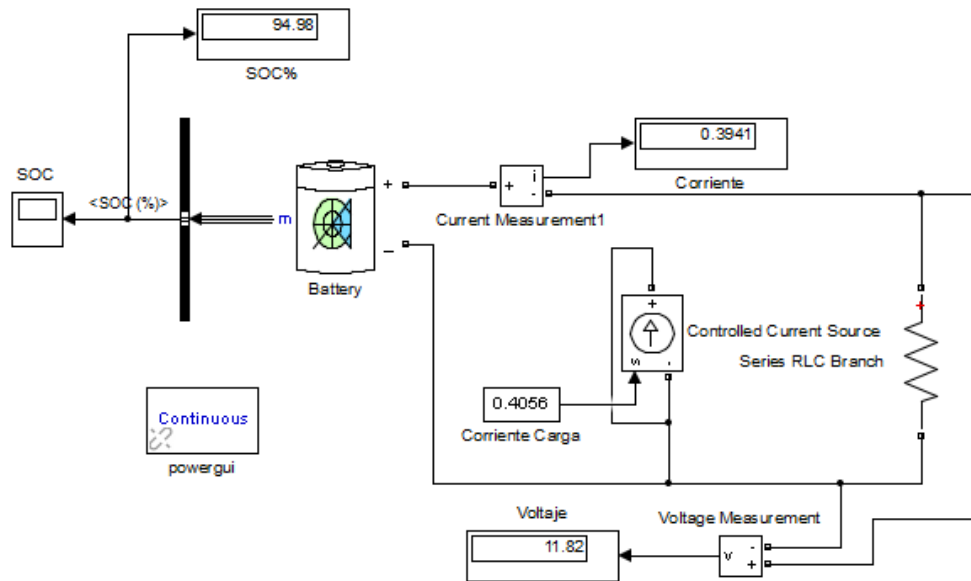 94.98
SOC%
0.3941
Corriente
SOC
<SOC (%)>
m
+
–
Battery
+
i
-
Current Measurement1
+
s
-
Controlled Current Source
Series RLC Branch
+
0.4056
Corriente Carga
Continuous
powergui
Voltaje
11.82
Voltage Measurement
v
-
+